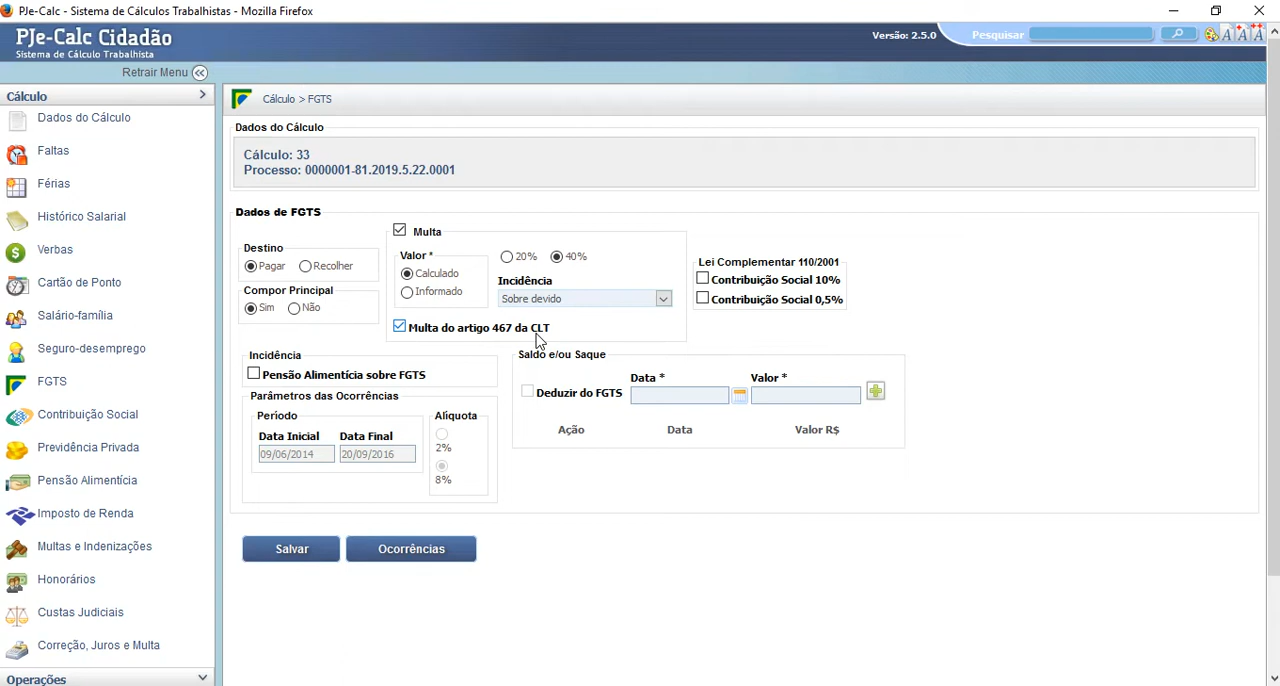 PJe-Calc - Sistema de Cálculos Trabalhistas - Mozilla Firefox
PJe-Calc Cidadão
Sistema de Cálculo Trabalhista
Versão: 2.5.0
Pesquisar
A A A
Retrair Menu
Cálculo
Dados do Cálculo
Faltas
Férias
Histórico Salarial
Verbas
Cartão de Ponto
Salário-família
Seguro-desemprego
FGTS
Contribuição Social
Previdência Privada
Pensão Alimentícia
Imposto de Renda
Multas e Indenizações
Honorários
Custas Judiciais
Correção, Juros e Multa
Operações
Cálculo > FGTS
Dados do Cálculo
Cálculo: 33
Processo: 0000001-81.2019.5.22.0001
Dados de FGTS
Destino
Pagar Recolher
Compor Principal
Sim Não
Multa
Valor *
Calculado
Informado
20% 40%
Incidência
Sobre devido
Multa do artigo 467 da CLT
Lei Complementar 110/2001
Contribuição Social 10%
Contribuição Social 0,5%
Incidência
Pensão Alimentícia sobre FGTS
Parâmetros das Ocorrências
Período
Data Inicial Data Final
09/06/2014 20/09/2016
Alíquota
2%
8%
Saldo e/ou Saque
Deduzir do FGTS
Data * Valor *
Ação Data Valor R$
Salvar Ocorrências